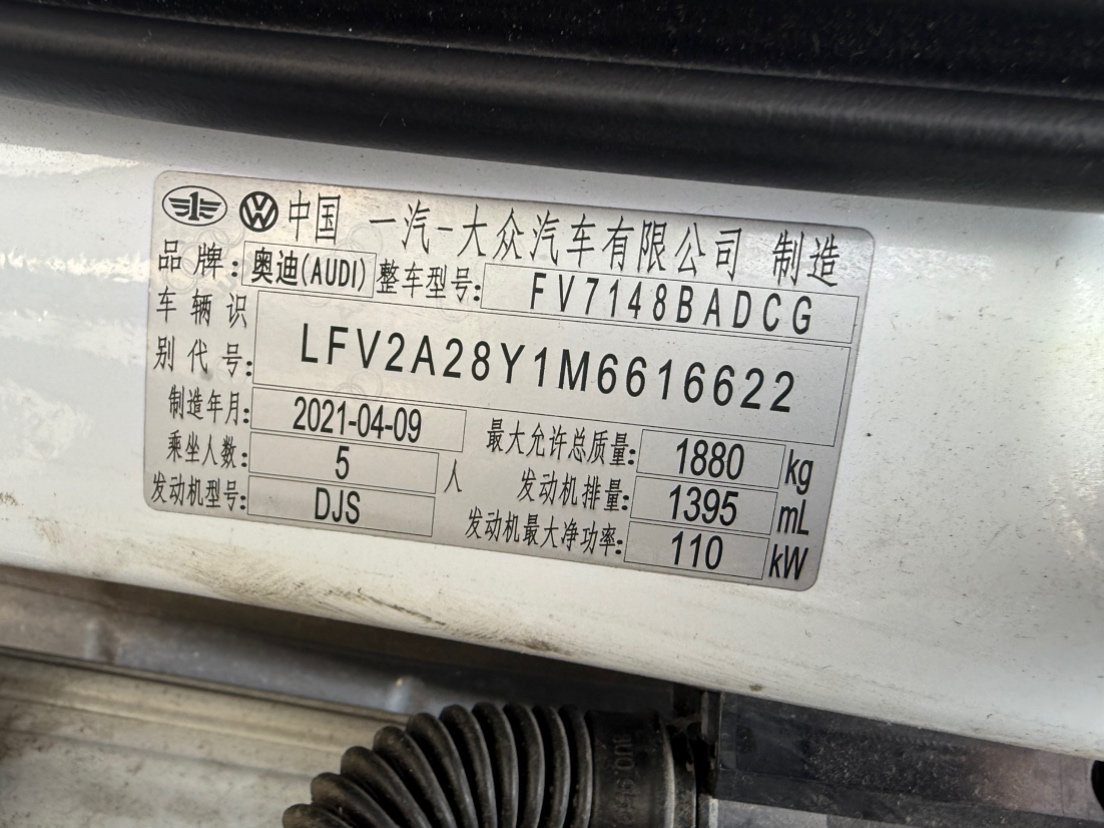 中国 一汽-大众汽车有限公司 制造
品牌: 奥迪(AUDI) 整车型号: FV7148BADCG
车辆识别代号: LFV2A28Y1M6616622
制造年月: 2021-04-09 最大允许总质量: 1880 kg
乘坐人数: 5 人 发动机排量: 1395 mL
发动机型号: DJS 发动机最大净功率: 110 kW